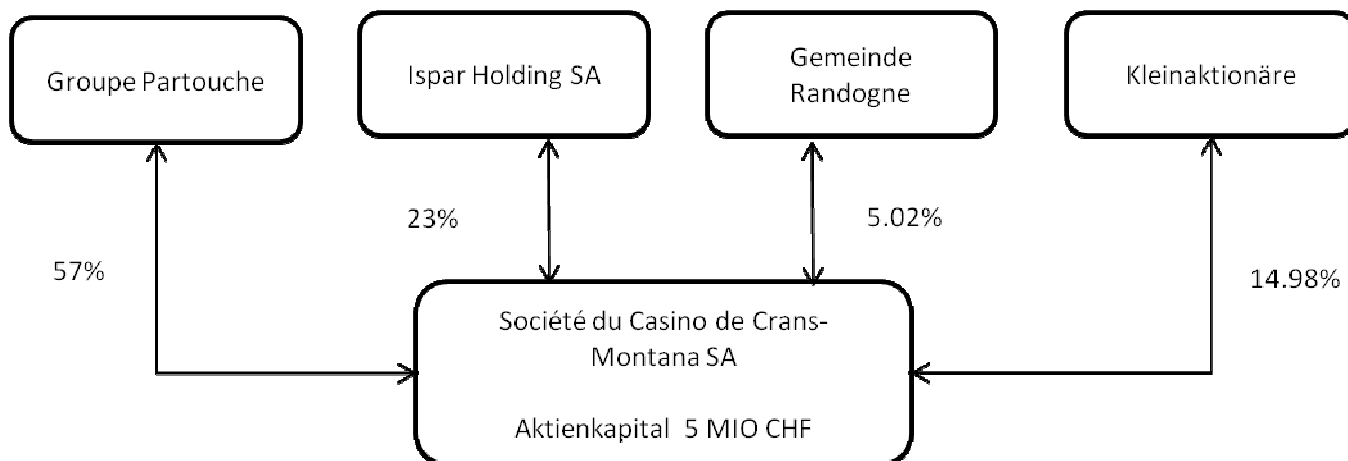 Groupe Partouche
Ispar Holding SA
Gemeinde
Randogne
Kleinaktionäre
57%
23%
5.02%
14.98%
Société du Casino de Crans-
Montana SA
Aktienkapital 5 MIO CHF